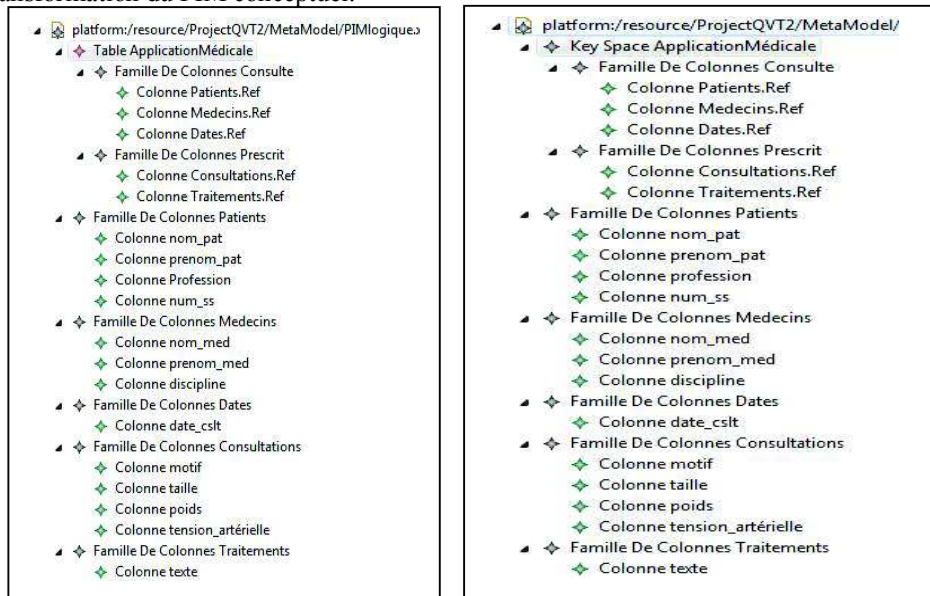 transformation du PIM conceptuel.
platform:/resource/ProjectQVT2/MetaModel/PIMlogique.x
Table ApplicationMédicale
Famille De Colonnes Consulte
Colonne Patients.Ref
Colonne Medecins.Ref
Colonne Dates.Ref
Famille De Colonnes Prescrit
Colonne Consultations.Ref
Colonne Traitements.Ref
Famille De Colonnes Patients
Colonne nom_pat
Colonne prenom_pat
Colonne Profession
Colonne num_ss
Famille De Colonnes Medecins
Colonne nom_med
Colonne prenom_med
Colonne discipline
Famille De Colonnes Dates
Colonne date_cslt
Famille De Colonnes Consultations
Colonne motif
Colonne taille
Colonne poids
Colonne tension_artérielle
Famille De Colonnes Traitements
Colonne texte
platform:/resource/ProjectQVT2/MetaModel/
Key Space ApplicationMédicale
Famille De Colonnes Consulte
Colonne Patients.Ref
Colonne Medecins.Ref
Colonne Dates.Ref
Famille De Colonnes Prescrit
Colonne Consultations.Ref
Colonne Traitements.Ref
Famille De Colonnes Patients
Colonne nom_pat
Colonne prenom_pat
Colonne profession
Colonne num_ss
Famille De Colonnes Medecins
Colonne nom_med
Colonne prenom_med
Colonne discipline
Famille De Colonnes Dates
Colonne date_cslt
Famille De Colonnes Consultations
Colonne motif
Colonne taille
Colonne poids
Colonne tension_artérielle
Famille De Colonnes Traitements
Colonne texte